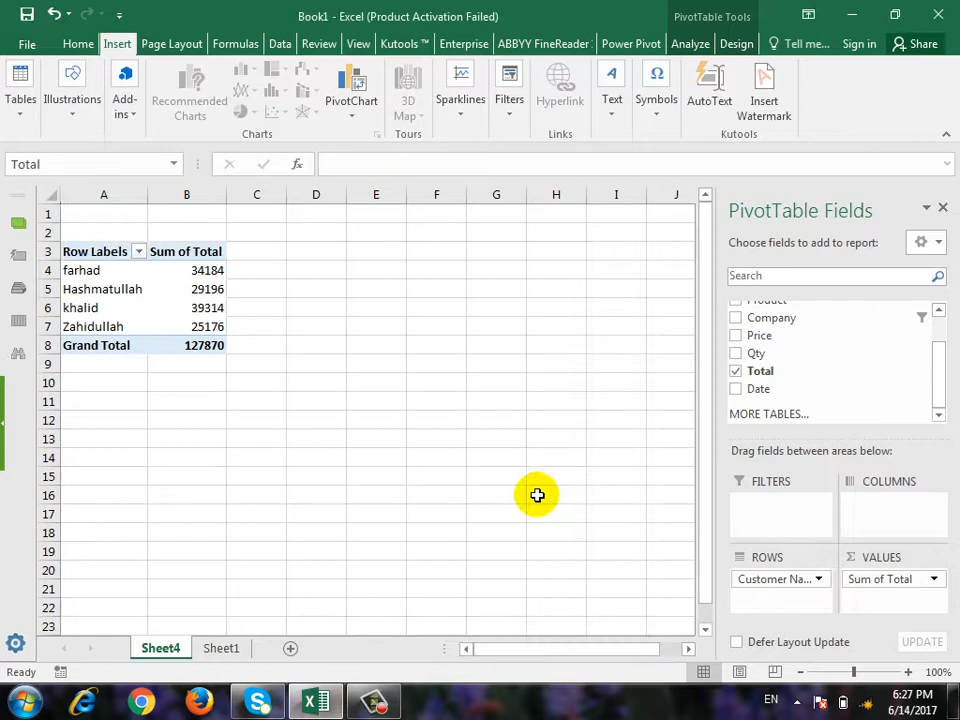 Book1 - Excel (Product Activation Failed)
PivotTable Tools
File Home Insert Page Layout Formulas Data Review View Kutools ™ Enterprise ABBYY FineReader Power Pivot Analyze Design Tell me... Sign in Share
Tables
Illustrations
Add-
ins
Recommended
Charts
PivotChart
3D
Map
Sparklines
Filters
Hyperlink
Text
Symbols
AutoText
Insert
Watermark
Charts
Tours
Links
Kutools
Total
fx
A B C D E F G H I J
1
2
3 Row Labels Sum of Total
4 farhad 34184
5 Hashmatullah 29196
6 khalid 39314
7 Zahidullah 25176
8 Grand Total 127870
9
10
11
12
13
14
15
16
17
18
19
20
21
22
23
PivotTable Fields
Choose fields to add to report:
Search
Product
Company
Price
Qty
Total
Date
MORE TABLES...
Drag fields between areas below:
FILTERS
COLUMNS
ROWS
Σ VALUES
Customer Na...
Sum of Total
Defer Layout Update
UPDATE
Sheet4 Sheet1
Ready
100%
EN
6:27 PM
6/14/2017